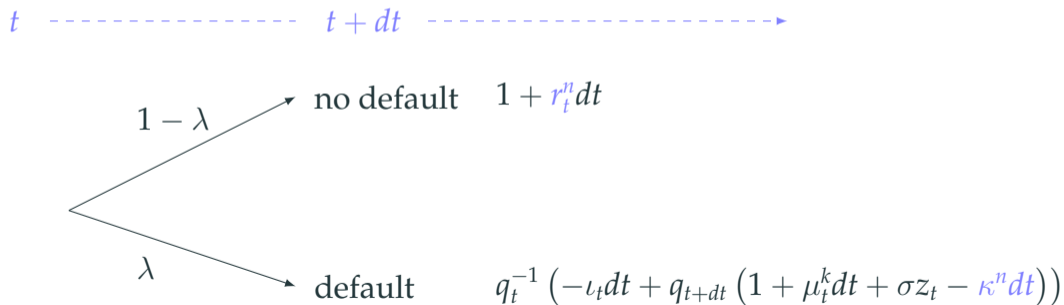 t t + dt
no default 1 + r_t^n dt
1 − λ
λ
default q_t^{-1} (−ι_t dt + q_{t+dt} (1 + μ_t^k dt + σz_t − κ^n dt))